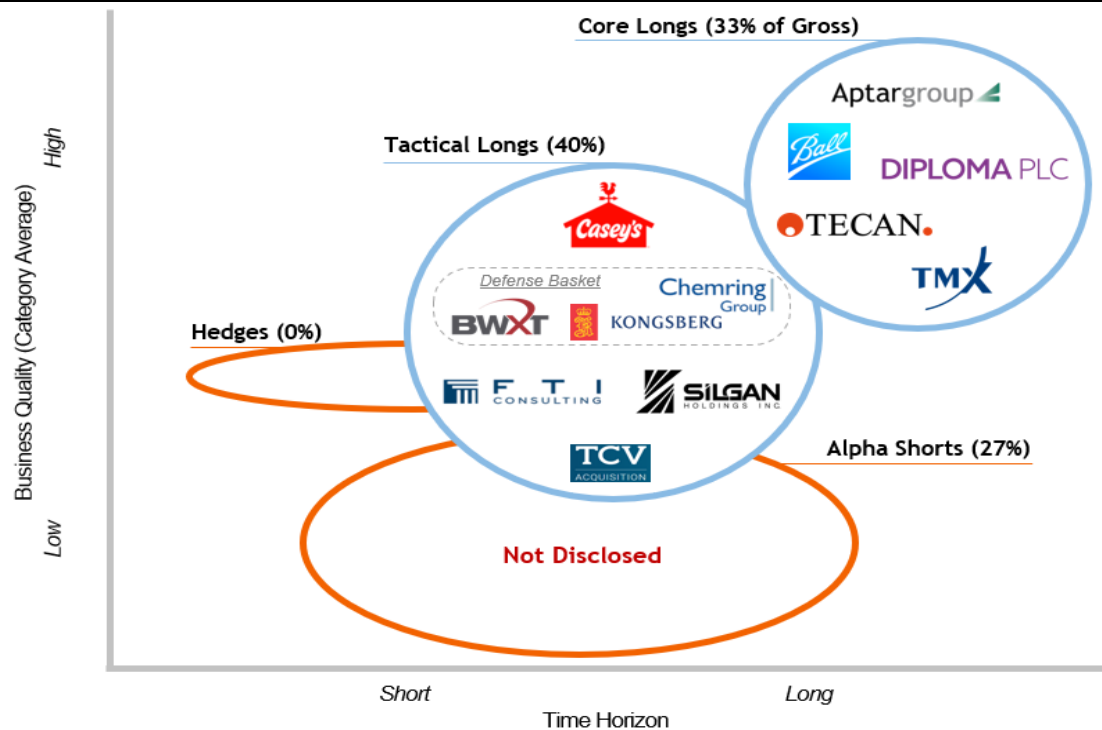 Core Longs (33% of Gross)
Aptargroup
Ball
DIPLOMA PLC
TECAN.
TMX
Tactical Longs (40%)
Casey's
Defense Basket
BWXT
KONGSBERG
Chemring
Group
FTI
CONSULTING
SiLGAN
HOLDINGS INC
TCV
ACQUISITION
Hedges (0%)
Alpha Shorts (27%)
Not Disclosed
Business Quality (Category Average)
High
Low
Short
Long
Time Horizon